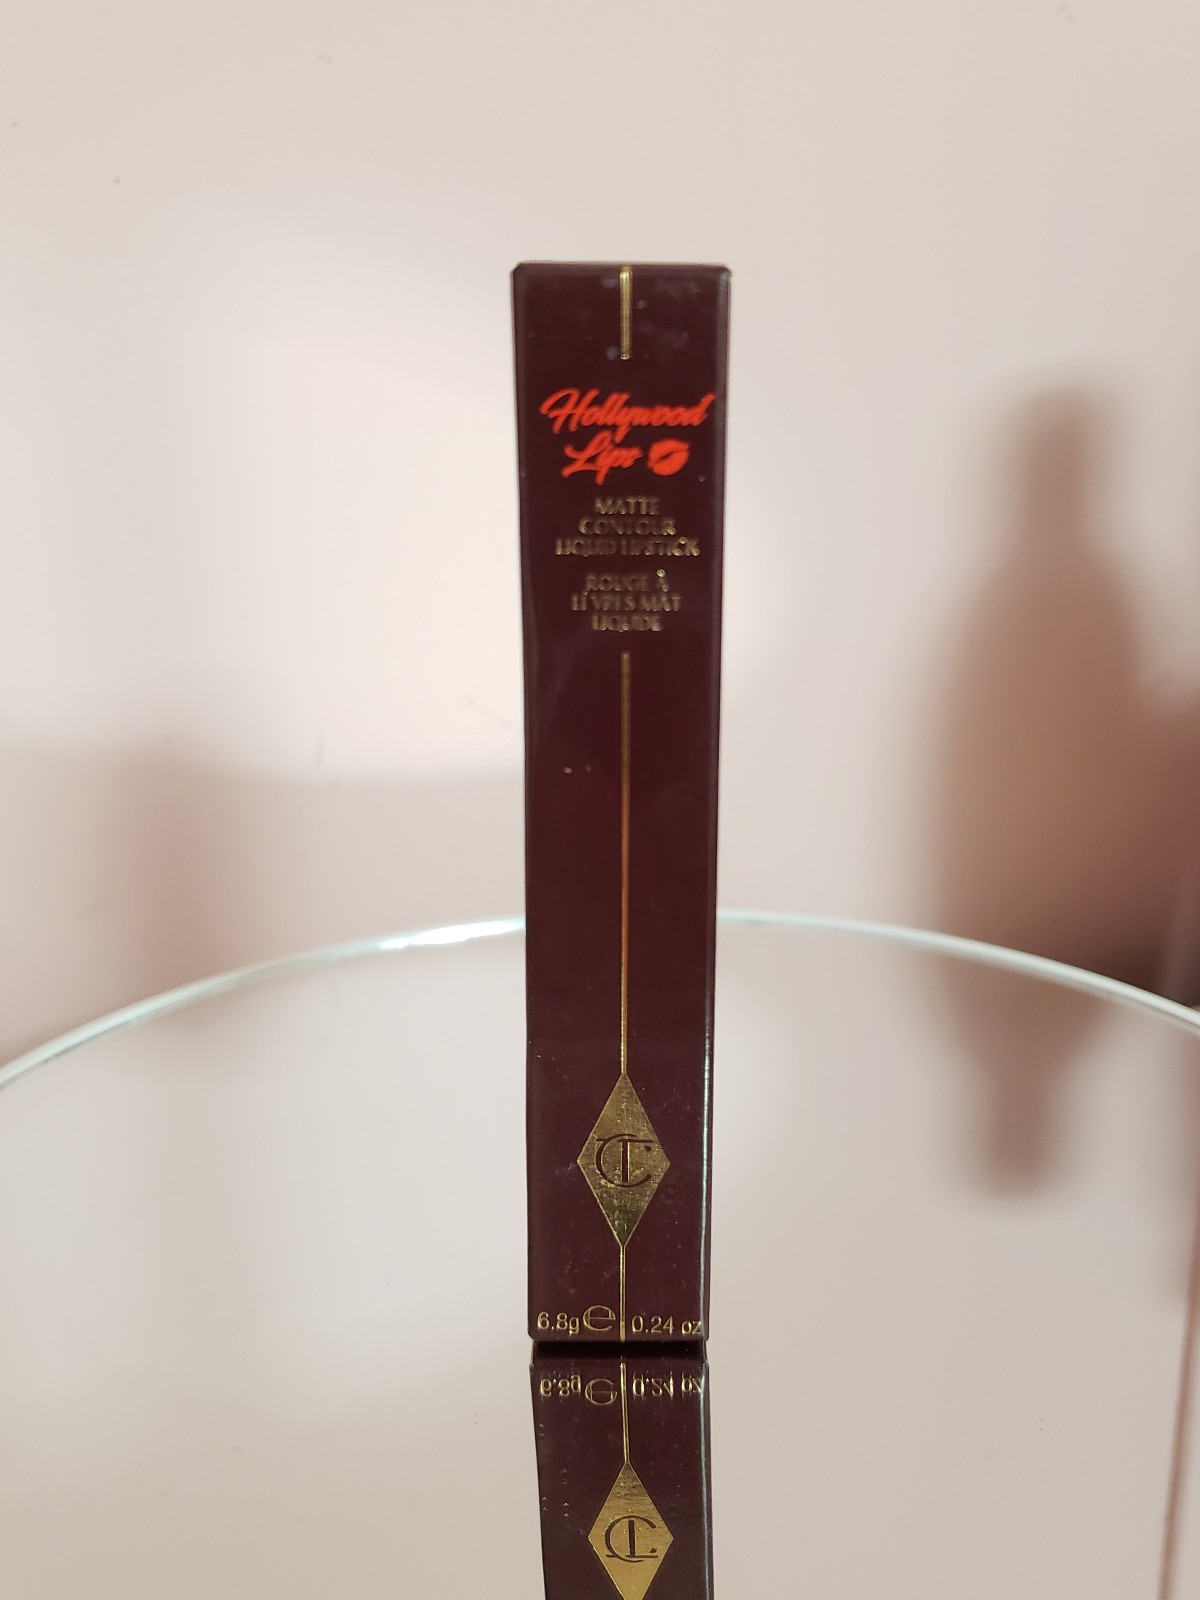 Hollywood
Lips
MATTE
CONTOUR
LIQUID LIPSTICK
ROUGE À
LÈVRES MAT
LIQUIDE
CT
6.8g ℮ 0.24 oz